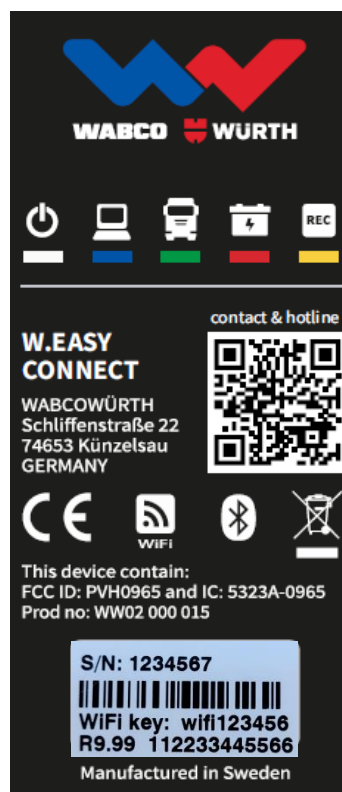 WABCO WÜRTH
REC
contact & hotline
W.EASY
CONNECT
WABCOWÜRTH
Schliffenstraße 22
74653 Künzelsau
GERMANY
CE
WiFi
This device contain:
FCC ID: PVH0965 and IC: 5323A-0965
Prod no: WW02 000 015
S/N: 1234567
WiFi key: wifi123456
R9.99 112233445566
Manufactured in Sweden